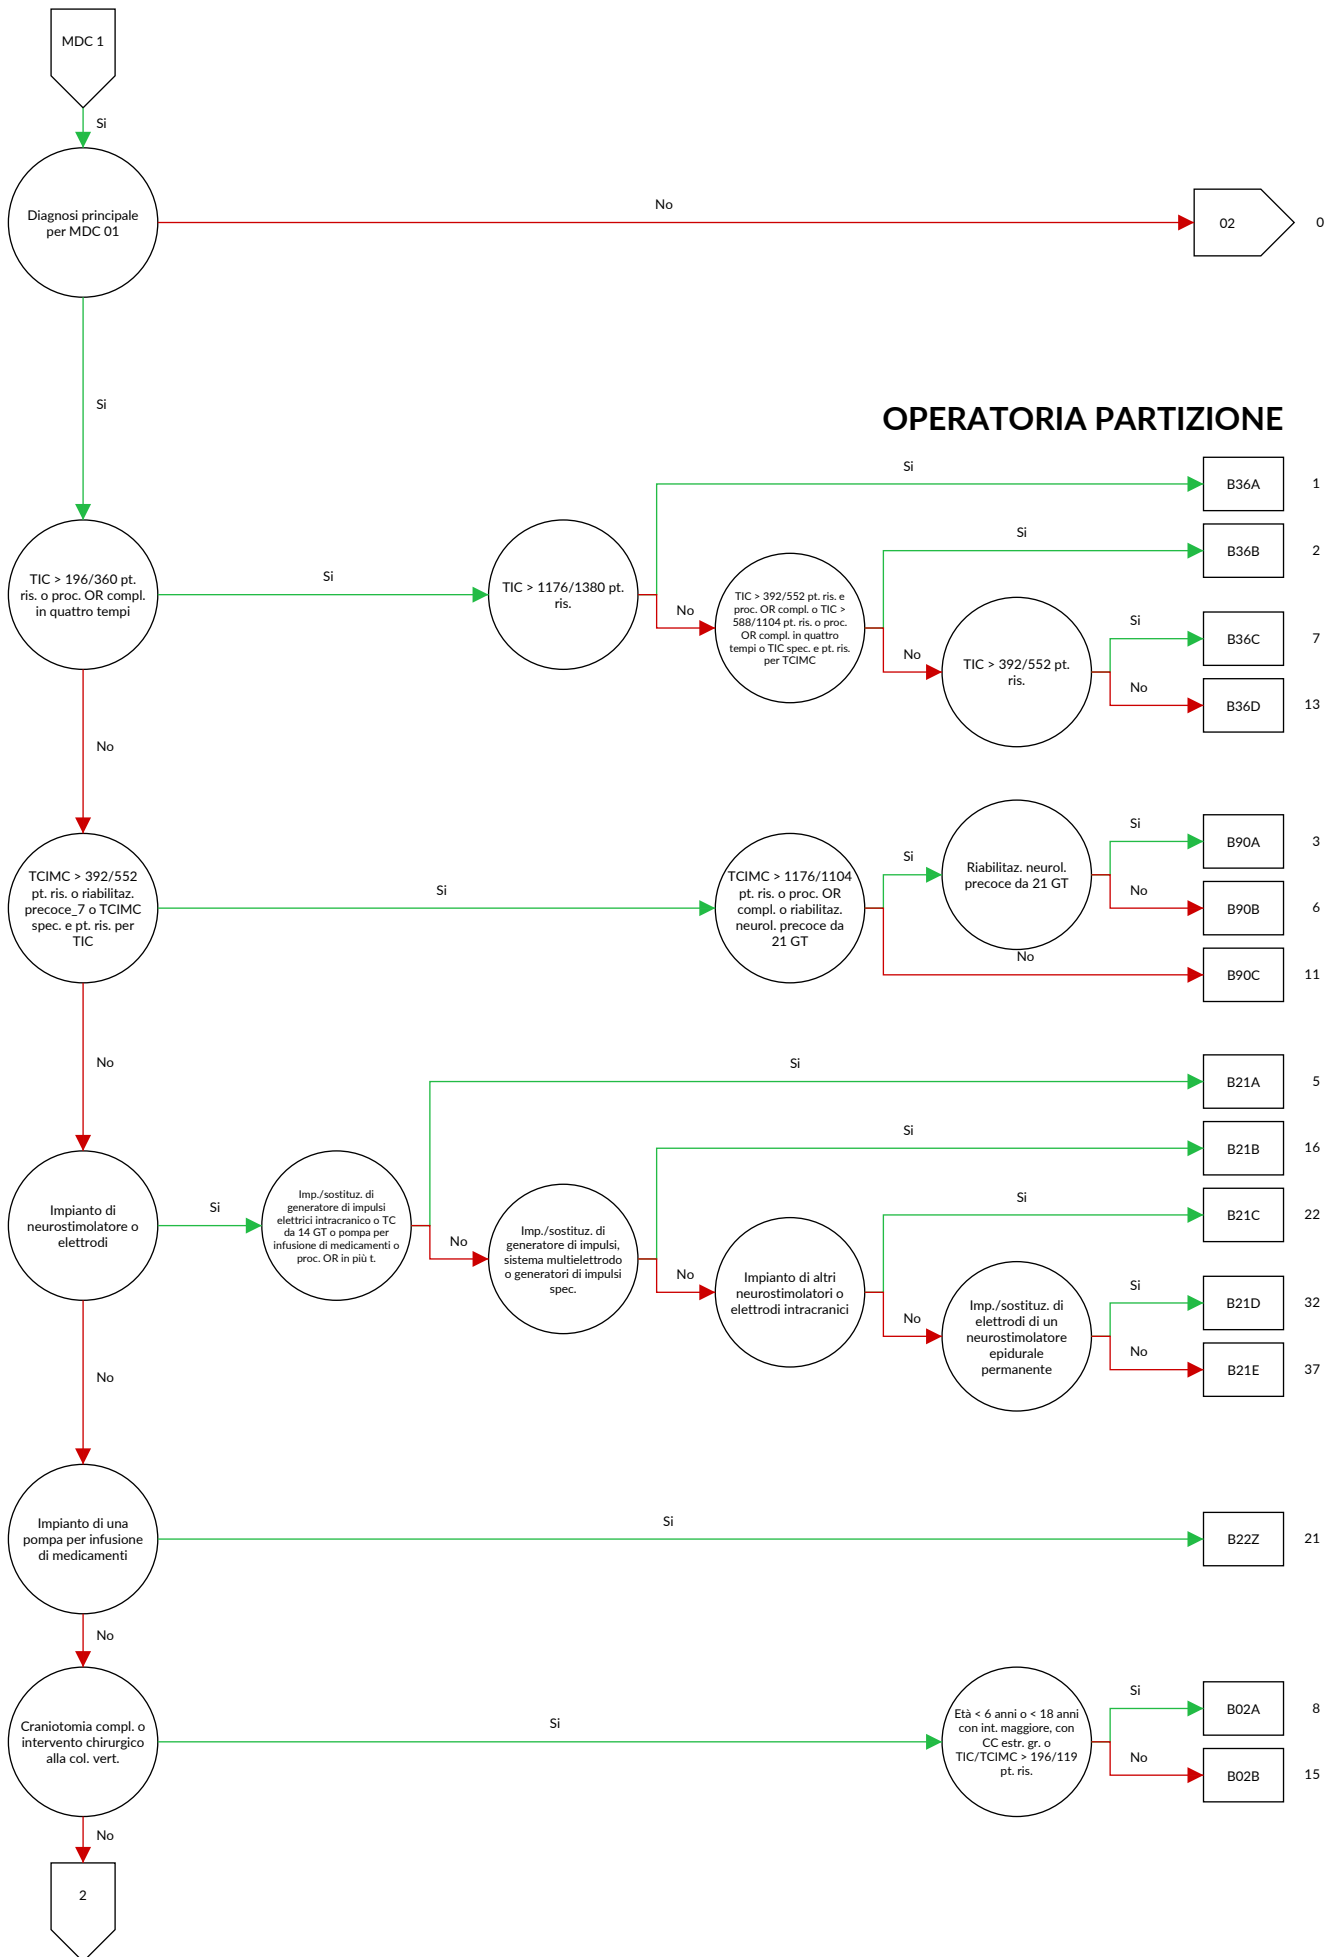 MDC 1
Si
Diagnosi principale
per MDC 01
No
02
0
Si
OPERATORIA PARTIZIONE
TIC > 196/360 pt.
ris. o proc. OR compl.
in quattro tempi
Si
TIC > 1176/1380 pt.
ris.
Si
B36A
1
No
TIC > 392/552 pt. ris. e
proc. OR compl. o TIC >
588/1104 pt. ris. o proc.
OR compl. in quattro
tempi o TIC spec. e pt. ris.
per TCIMC
Si
B36B
2
No
TIC > 392/552 pt.
ris.
Si
B36C
7
No
B36D
13
No
TCIMC > 392/552
pt. ris. o riabilitaz.
precoce_7 o TCIMC
spec. e pt. ris. per
TIC
Si
TCIMC > 1176/1104
pt. ris. o proc. OR
compl. o riabilitaz.
neurol. precoce da
21 GT
Si
Riabilitaz. neurol.
precoce da 21 GT
Si
B90A
3
No
B90B
6
No
B90C
11
No
Impianto di
neurostimolatore o
elettrodi
Si
Imp./sostituz. di
generatore di impulsi
elettrici intracranico o TC
da 14 GT o pompa per
infusione di medicamenti o
proc. OR in più t.
Si
B21A
5
No
Imp./sostituz. di
generatore di impulsi,
sistema multielettrodo
o generatori di impulsi
spec.
Si
B21B
16
No
Impianto di altri
neurostimolatori o
elettrodi intracranici
Si
B21C
22
No
Imp./sostituz. di
elettrodi di un
neurostimolatore
epidurale
permanente
Si
B21D
32
No
B21E
37
No
Impianto di una
pompa per infusione
di medicamenti
Si
B22Z
21
No
Craniotomia compl. o
intervento chirurgico
alla col. vert.
Si
Età < 6 anni o < 18 anni
con int. maggiore, con
CC estr. gr. o
TIC/TCIMC > 196/119
pt. ris.
Si
B02A
8
No
B02B
15
No
2